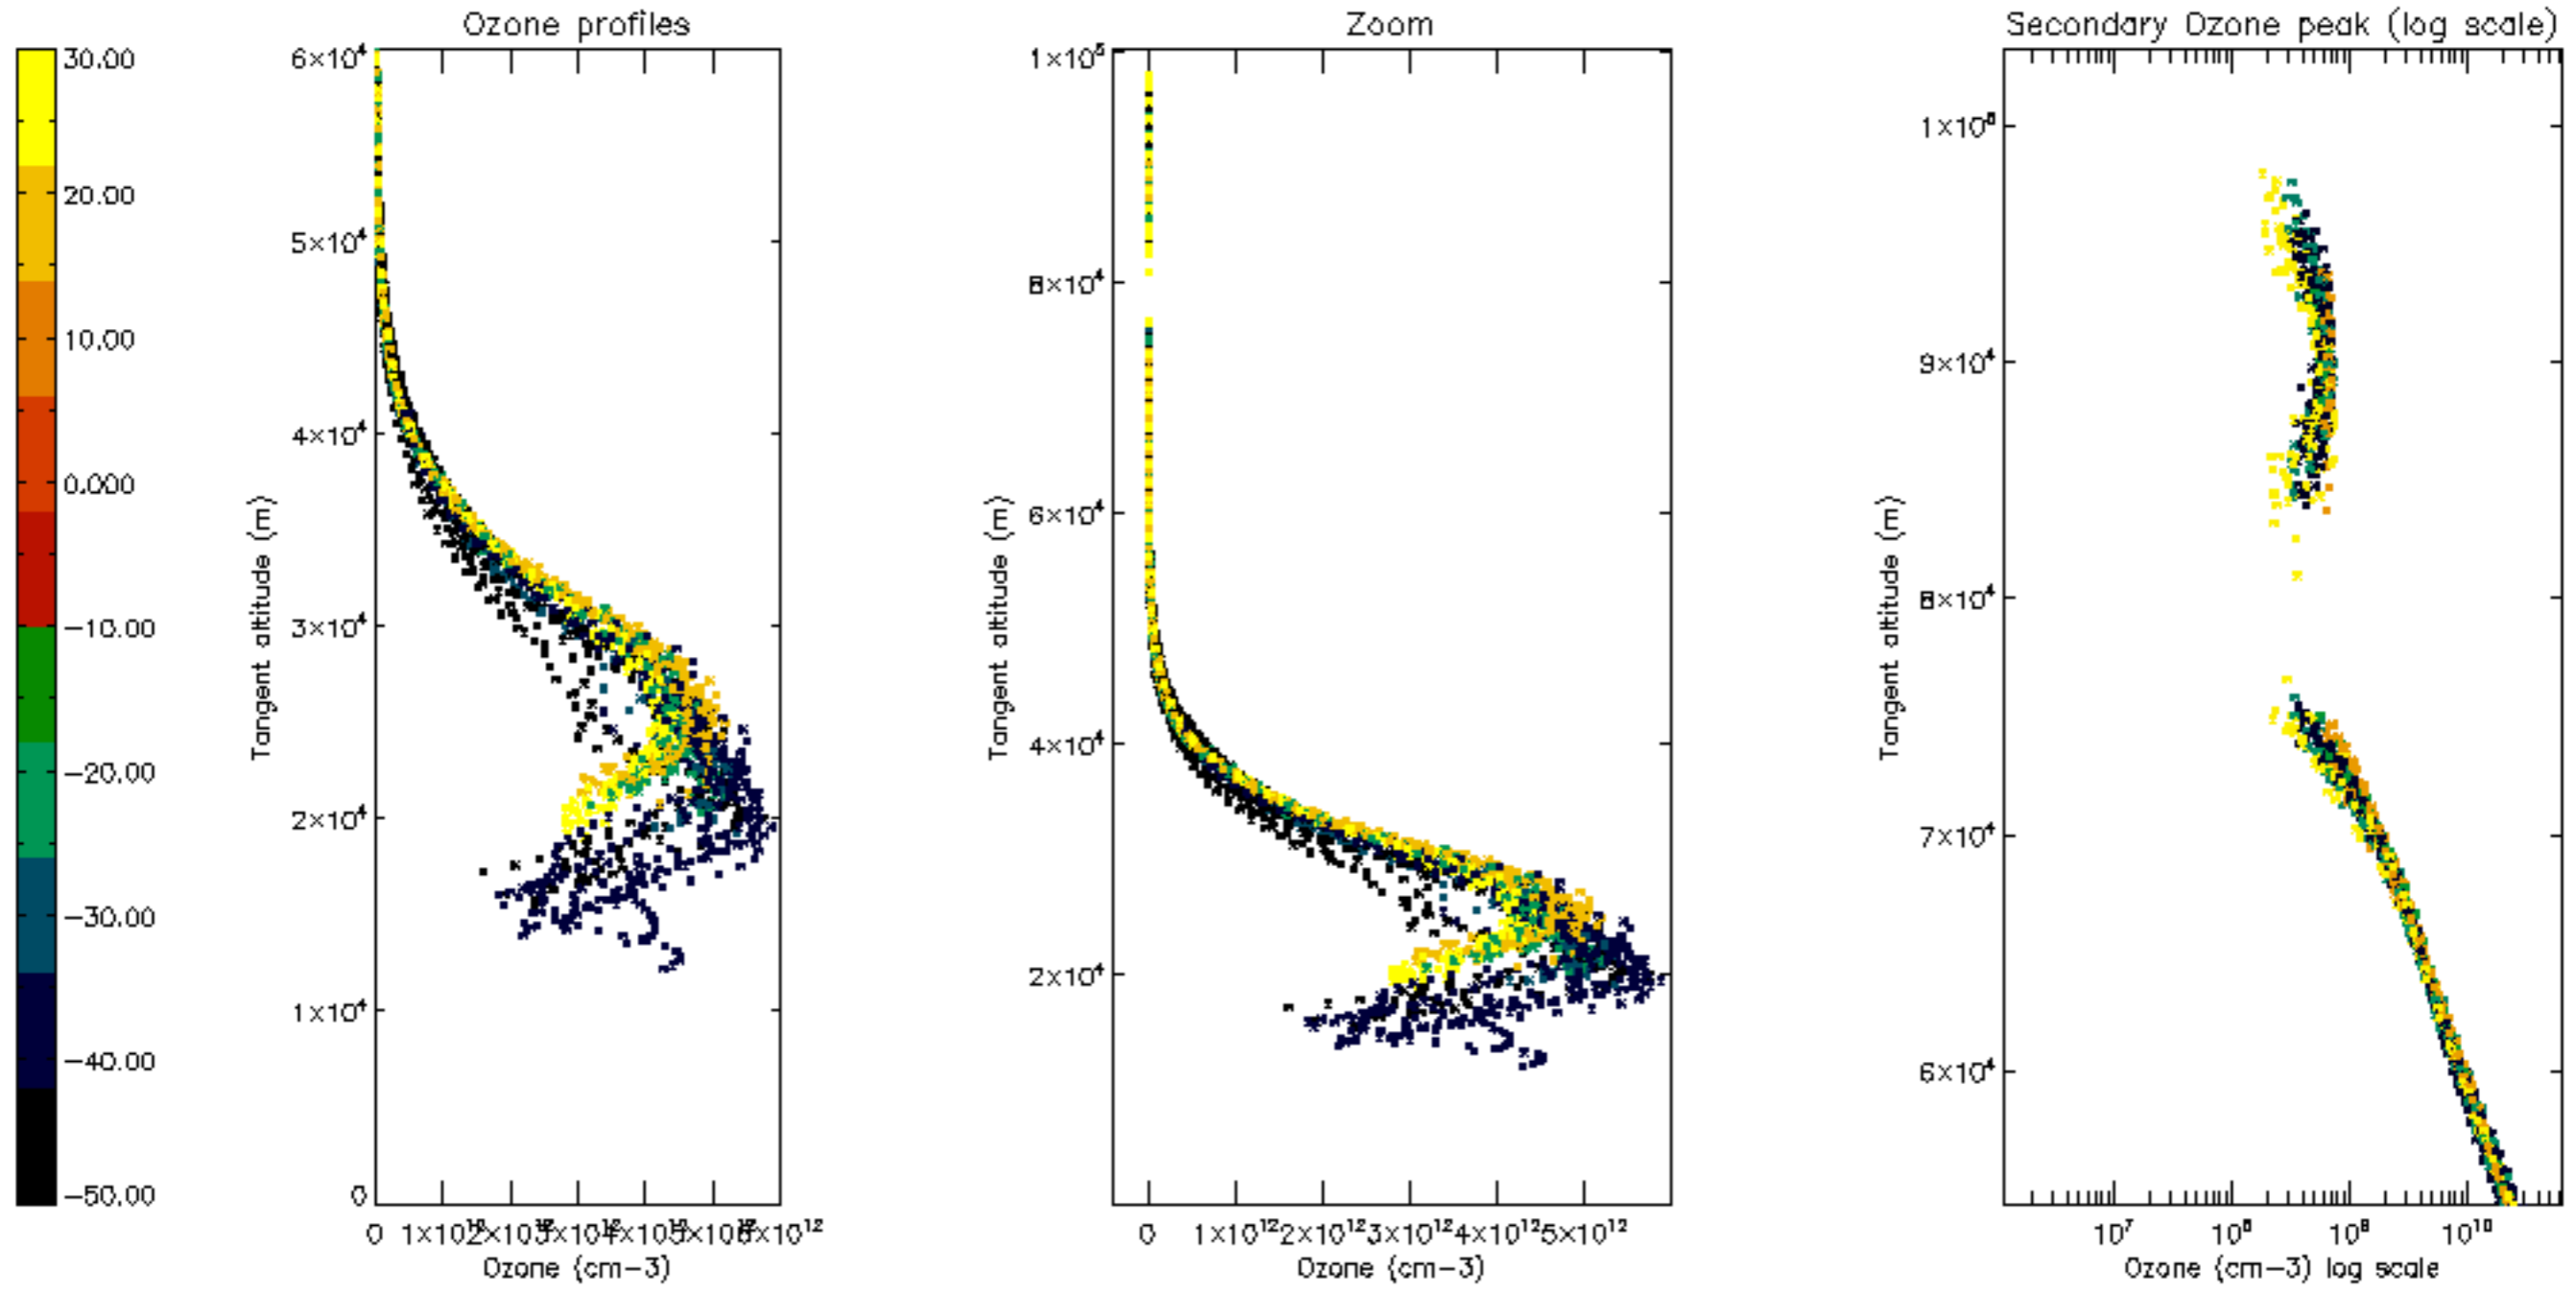 Ozone profiles
Zoom
Secondary Ozone peak (log scale)
30.00
20.00
10.00
0.000
−10.00
−20.00
−30.00
−40.00
−50.00
6×10⁴
5×10⁴
4×10⁴
3×10⁴
2×10⁴
1×10⁴
0
Tangent altitude (m)
0
6×10¹²
Ozone (cm−3)
1×10⁵
8×10⁴
6×10⁴
4×10⁴
2×10⁴
Tangent altitude (m)
0 1×10¹² 2×10¹² 3×10¹² 4×10¹² 5×10¹²
Ozone (cm−3)
1×10⁵
9×10⁴
8×10⁴
7×10⁴
6×10⁴
Tangent altitude (m)
10⁷ 10⁸ 10⁹ 10¹⁰
Ozone (cm−3) log scale